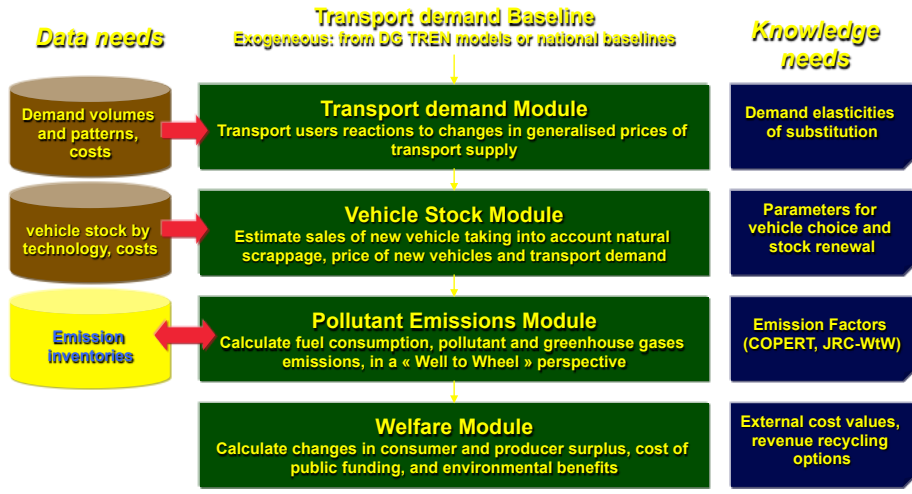 Transport demand Baseline
Exogeneous: from DG TREN models or national baselines
Data needs
Knowledge
needs
Demand volumes
and patterns,
costs
Transport demand Module
Transport users reactions to changes in generalised prices of
transport supply
Demand elasticities
of substitution
vehicle stock by
technology, costs
Vehicle Stock Module
Estimate sales of new vehicle taking into account natural
scrappage, price of new vehicles and transport demand
Parameters for
vehicle choice and
stock renewal
Emission
inventories
Pollutant Emissions Module
Calculate fuel consumption, pollutant and greenhouse gases
emissions, in a « Well to Wheel » perspective
Emission Factors
(COPERT, JRC-WtW)
Welfare Module
Calculate changes in consumer and producer surplus, cost of
public funding, and environmental benefits
External cost values,
revenue recycling
options